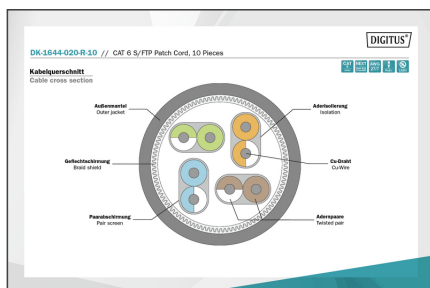 DIGITUS®
DK-1644-020-R-10 // CAT 6 S/FTP Patch Cord, 10 Pieces
Kabelquerschnitt
Cable cross section
Außenmantel
Outer jacket
Aderisolierung
Isolation
Geflechtschirmung
Braid shield
Cu-Draht
Cu-Wire
Paarabschirmung
Pair screen
Adernpaare
Twisted pair